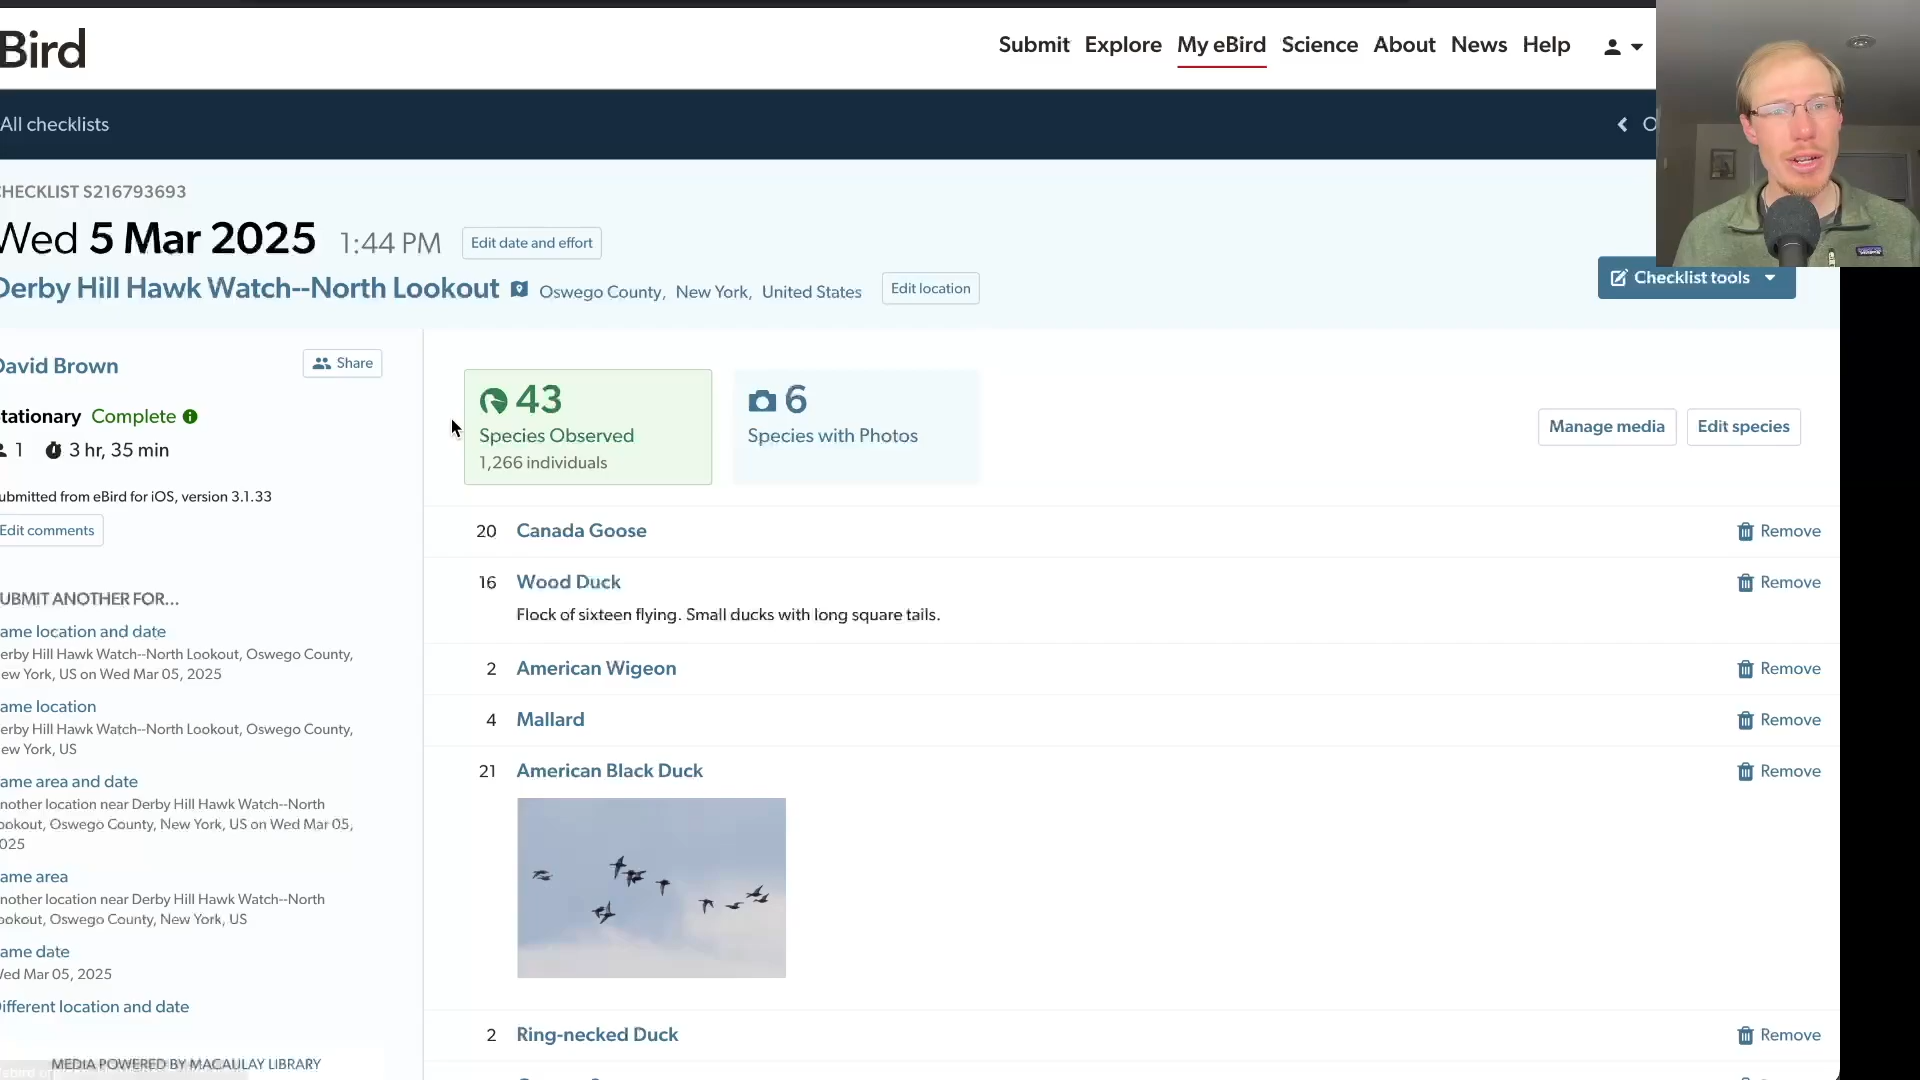 Bird
Submit Explore My eBird Science About News Help
All checklists
HECKLIST S216793693
Wed 5 Mar 2025 1:44 PM Edit date and effort
Derby Hill Hawk Watch--North Lookout Oswego County, New York, United States Edit location
Checklist tools
David Brown Share
tationary Complete
1 3 hr, 35 min
ubmitted from eBird for iOS, version 3.1.33
Edit comments
43
Species Observed
1,266 individuals
6
Species with Photos
Manage media Edit species
UBMIT ANOTHER FOR...
ame location and date
erby Hill Hawk Watch--North Lookout, Oswego County,
ew York, US on Wed Mar 05, 2025
ame location
erby Hill Hawk Watch--North Lookout, Oswego County,
ew York, US
ame area and date
nother location near Derby Hill Hawk Watch--North
ookout, Oswego County, New York, US on Wed Mar 05,
025
ame area
nother location near Derby Hill Hawk Watch--North
ookout, Oswego County, New York, US
ame date
Wed Mar 05, 2025
ifferent location and date
MEDIA POWERED BY MACAULAY LIBRARY
20 Canada Goose Remove
16 Wood Duck Remove
Flock of sixteen flying. Small ducks with long square tails.
2 American Wigeon Remove
4 Mallard Remove
21 American Black Duck Remove
2 Ring-necked Duck Remove